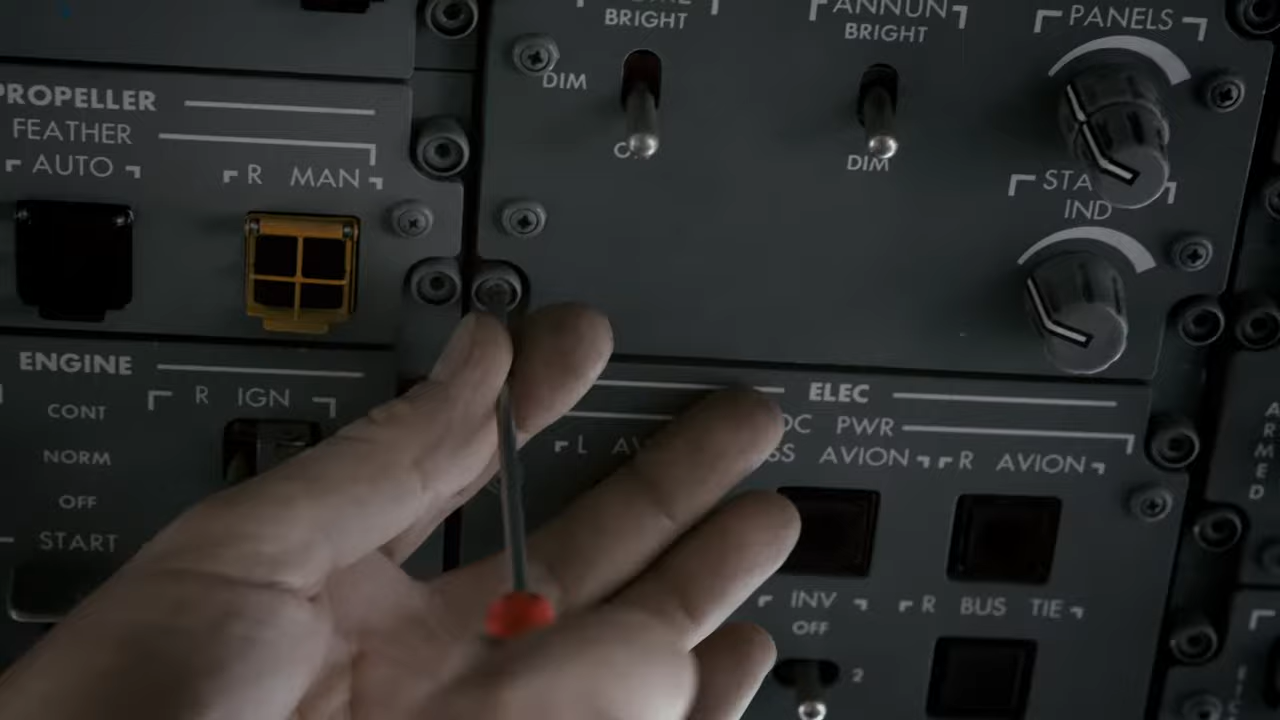 BRIGHT
DIM
ANNUN
BRIGHT
DIM
PANELS
IND
PROPELLER
FEATHER
AUTO
R MAN
ENGINE
R IGN
CONT
NORM
OFF
START
ELEC
PWR
L
AVION
R AVION
INV
OFF
2
R BUS TIE
ARMED